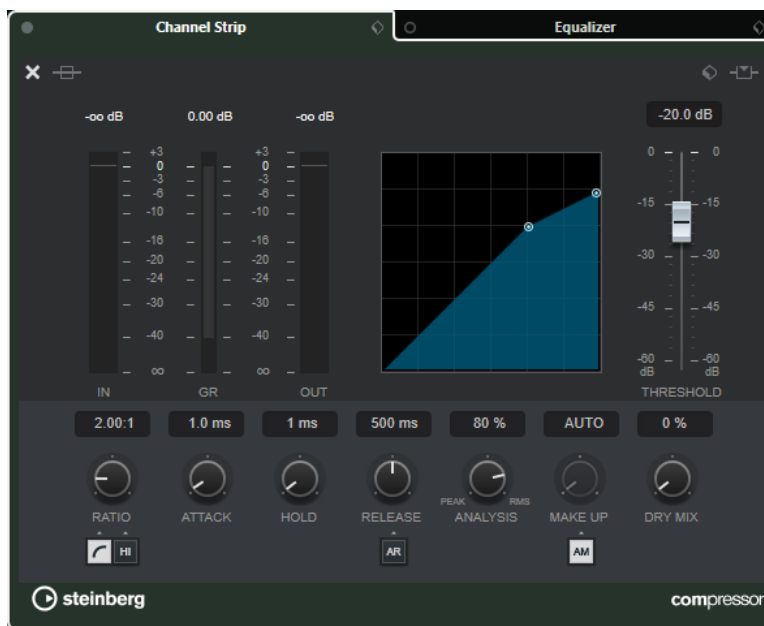 Channel Strip Equalizer
-oo dB 0.00 dB -oo dB -20.0 dB
+3 +3 0 0
0 0
-3 -3
-6 -6
-10 -10 -15 -15
-16 -16
-20 -20 -30 -30
-24 -24
-30 -30 -45 -45
-40 -40
∞ ∞ -60 -60
dB dB
IN GR OUT THRESHOLD
2.00:1 1.0 ms 1 ms 500 ms 80 % AUTO 0 %
PEAK RMS
RATIO ATTACK HOLD RELEASE ANALYSIS MAKE UP DRY MIX
HI AR AM
steinberg compressor